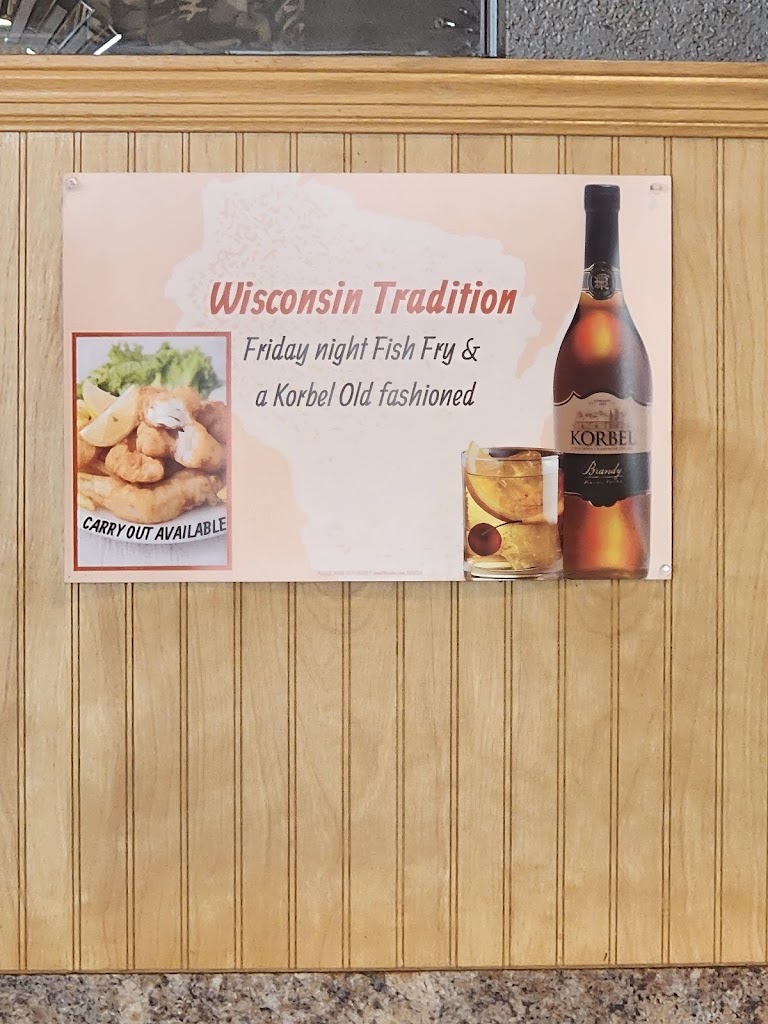 Wisconsin Tradition
Friday night Fish Fry &
a Korbel Old fashioned
CARRY OUT AVAILABLE
KORBEL
Brandy